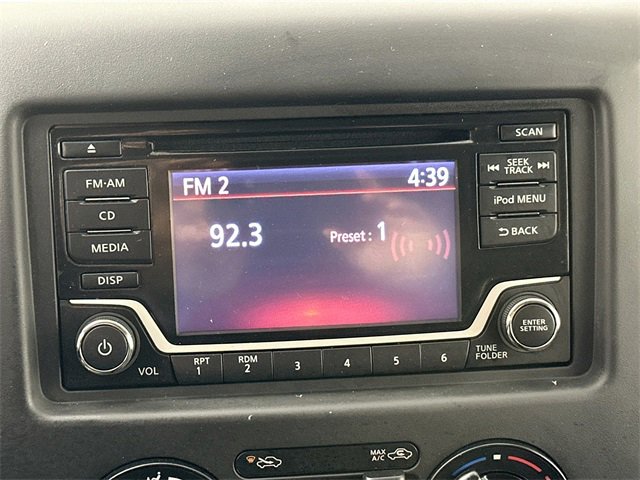 SCAN
FM·AM
CD
MEDIA
DISP
FM 2
4:39
92.3
Preset : 1
SEEK
TRACK
iPod MENU
BACK
ENTER
SETTING
TUNE
FOLDER
VOL
RPT
1
RDM
2
3
4
5
6
MAX
A/C